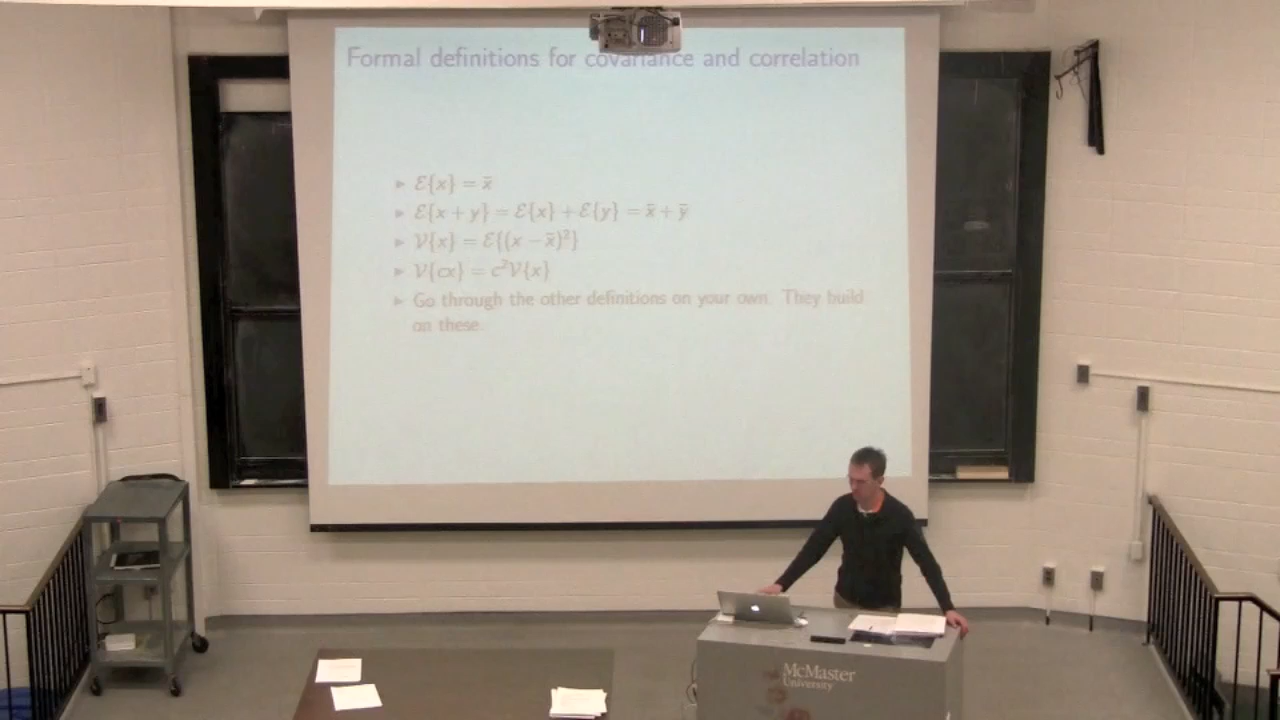 Formal definitions for covariance and correlation
▸ ℰ{x} = x̄
▸ ℰ{x + y} = ℰ{x} + ℰ{y} = x̄ + ȳ
▸ 𝒱{x} = ℰ{(x − x̄)²}
▸ 𝒱{cx} = c²𝒱{x}
▸ Go through the other definitions on your own. They build
on these.
McMaster
University